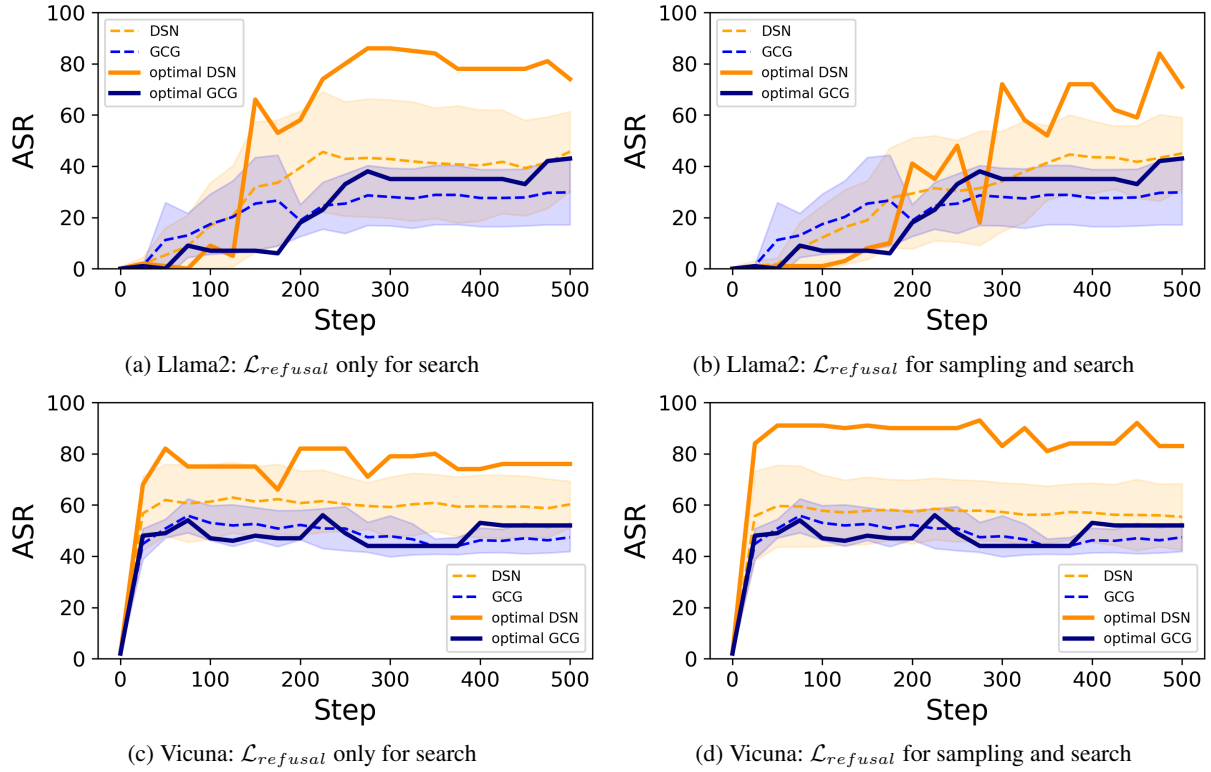 100
80
60
40
20
0
ASR
DSN
GCG
optimal DSN
optimal GCG
0 100 200 300 400 500
Step
(a) Llama2: ℒrefusal only for search
100
80
60
40
20
0
ASR
DSN
GCG
optimal DSN
optimal GCG
0 100 200 300 400 500
Step
(b) Llama2: ℒrefusal for sampling and search
100
80
60
40
20
0
ASR
DSN
GCG
optimal DSN
optimal GCG
0 100 200 300 400 500
Step
(c) Vicuna: ℒrefusal only for search
100
80
60
40
20
0
ASR
DSN
GCG
optimal DSN
optimal GCG
0 100 200 300 400 500
Step
(d) Vicuna: ℒrefusal for sampling and search